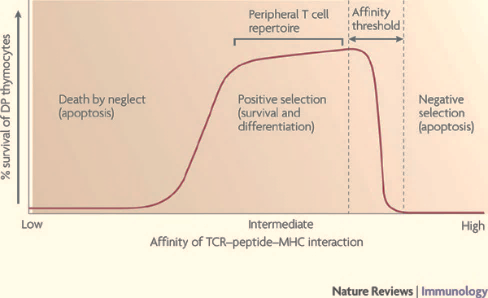 Peripheral T cell
repertoire
Affinity
threshold
% survival of DP thymocytes
Death by neglect
(apoptosis)
Positive selection
(survival and
differentiation)
Negative
selection
(apoptosis)
Low
Intermediate
High
Affinity of TCR–peptide–MHC interaction
Nature Reviews | Immunology